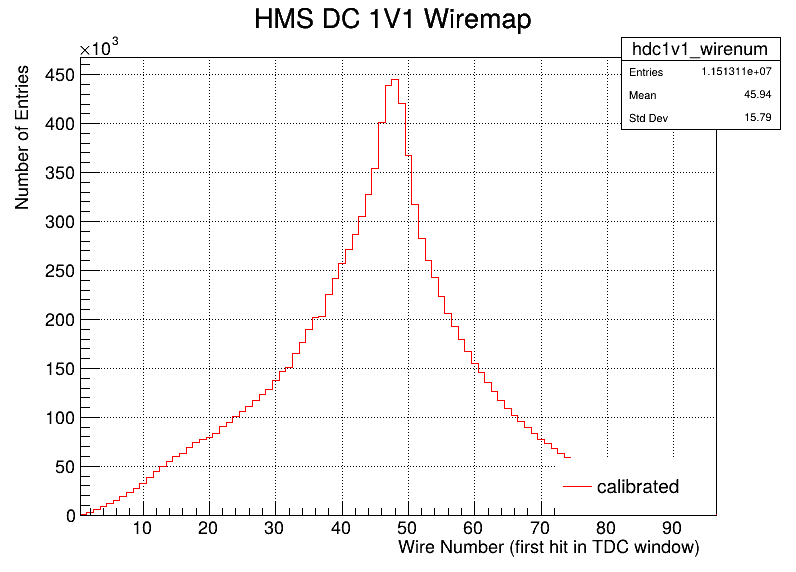 HMS DC 1V1 Wiremap
×10³
hdc1v1_wirenum
Entries 1.151311e+07
Mean 45.94
Std Dev 15.79
Number of Entries
450
400
350
300
250
200
150
100
50
0
10 20 30 40 50 60 70 80 90
calibrated
Wire Number (first hit in TDC window)